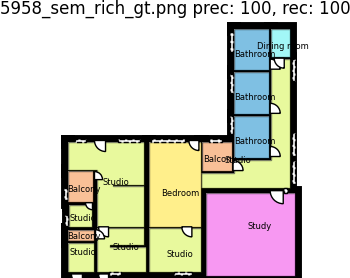 5958_sem_rich_gt.png prec: 100, rec: 100
Dining room
Bathroom
Bathroom
Bathroom
Balcony
Studio
Studio
Balcony
Bedroom
Studio
Study
Balcony
Studio
Studio